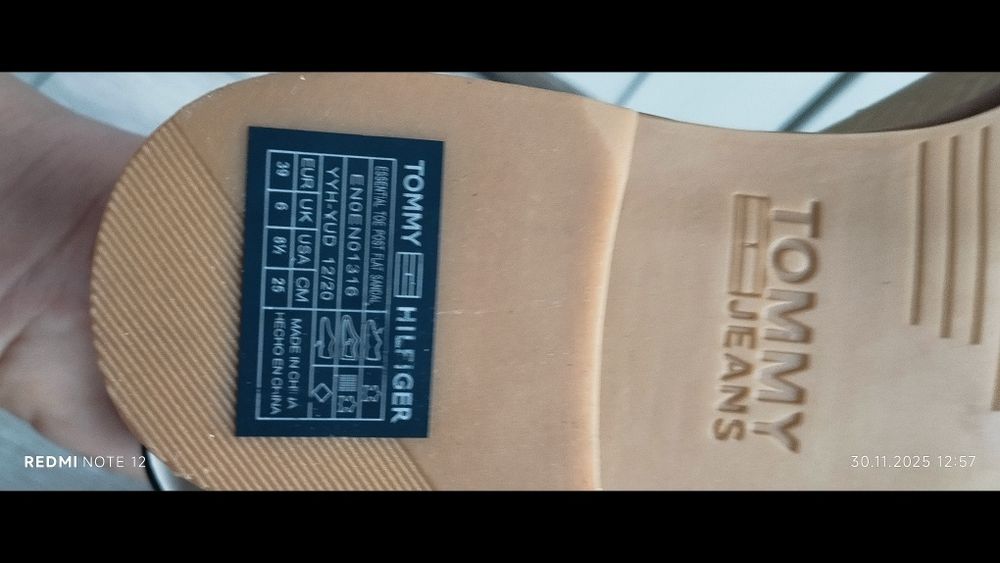 TOMMY HILFIGER
ESSENTIAL TOE POST FLAT SANDAL
EN0EN01316
YYH-YUD 12/20
EUR UK USA CM
39 6 8½ 25
MADE IN CHINA
HECHO EN CHINA
TOMMY
JEANS
REDMI NOTE 12
30.11.2025 12:57